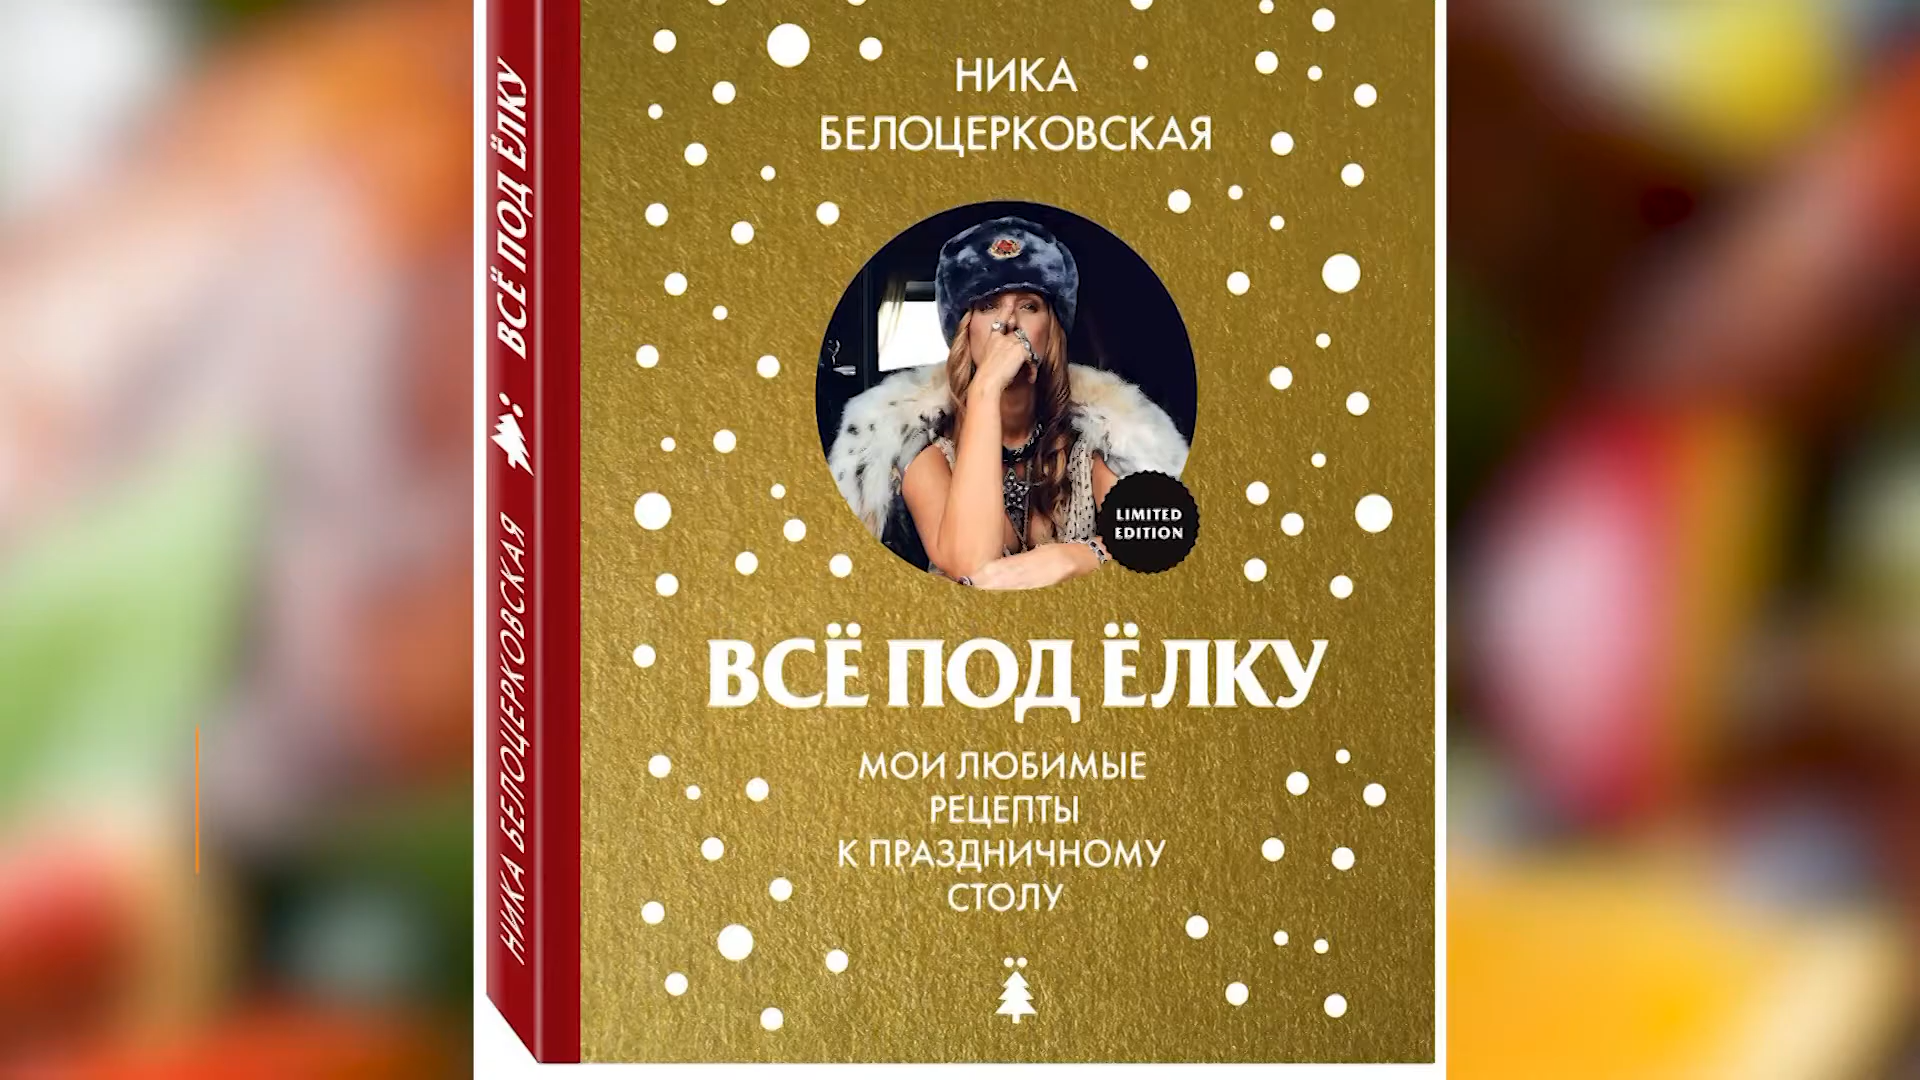 НИКА
БЕЛОЦЕРКОВСКАЯ
LIMITED
EDITION
ВСЁ ПОД ЁЛКУ
МОИ ЛЮБИМЫЕ
РЕЦЕПТЫ
К ПРАЗДНИЧНОМУ
СТОЛУ
НИКА БЕЛОЦЕРКОВСКАЯ ВСЁ ПОД ЁЛКУ